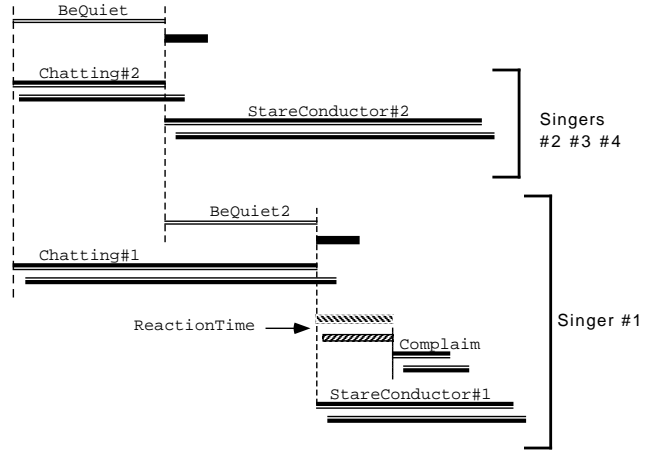 BeQuiet
Chatting#2
StareConductor#2
Singers
#2 #3 #4
BeQuiet2
Chatting#1
ReactionTime
Singer #1
Complaim
StareConductor#1